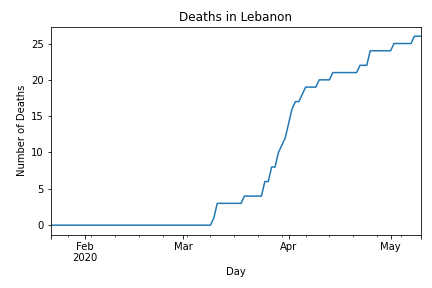 Deaths in Lebanon
Number of Deaths
25
20
15
10
5
0
Feb
2020
Mar
Apr
May
Day